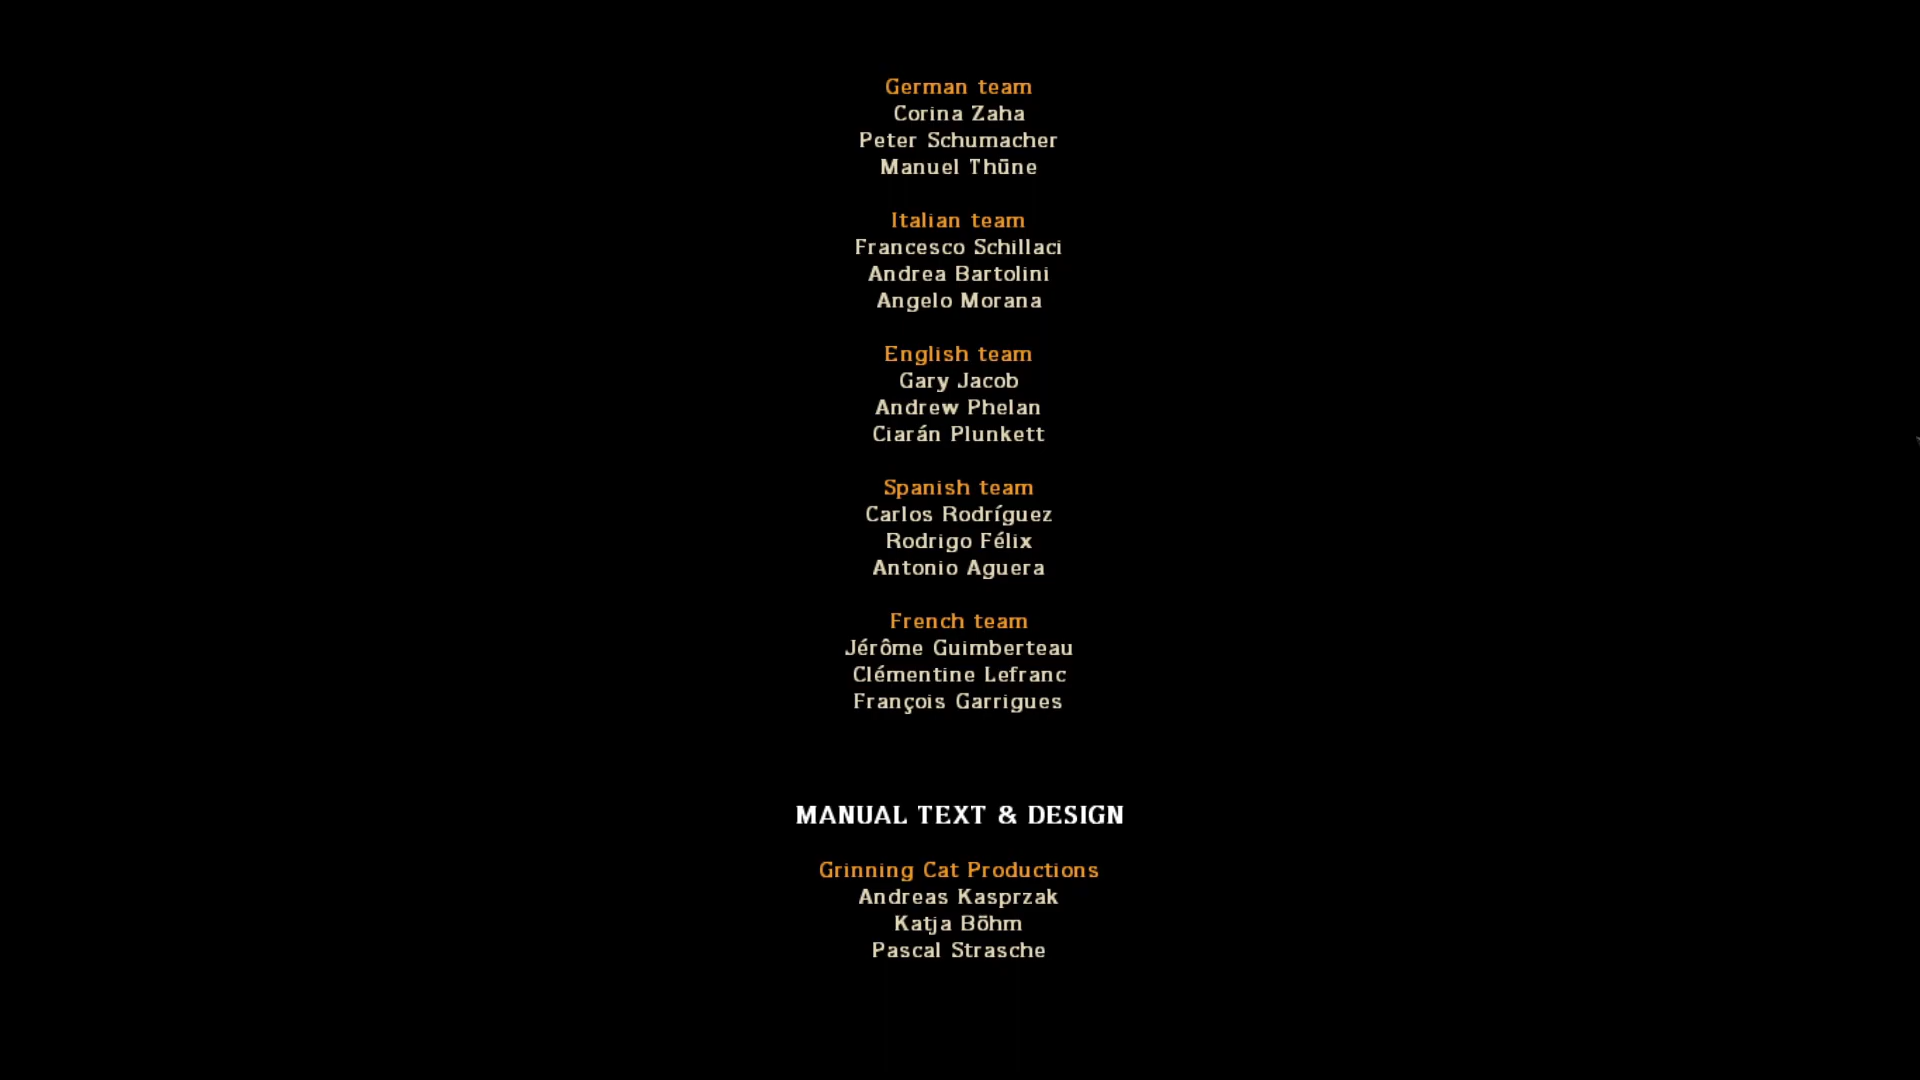 German team
Corina Zaha
Peter Schumacher
Manuel Thüne
Italian team
Francesco Schillaci
Andrea Bartolini
Angelo Morana
English team
Gary Jacob
Andrew Phelan
Ciarán Plunkett
Spanish team
Carlos Rodríguez
Rodrigo Félix
Antonio Aguera
French team
Jérôme Guimberteau
Clémentine Lefranc
François Garrigues
MANUAL TEXT & DESIGN
Grinning Cat Productions
Andreas Kasprzak
Katja Böhm
Pascal Strasche